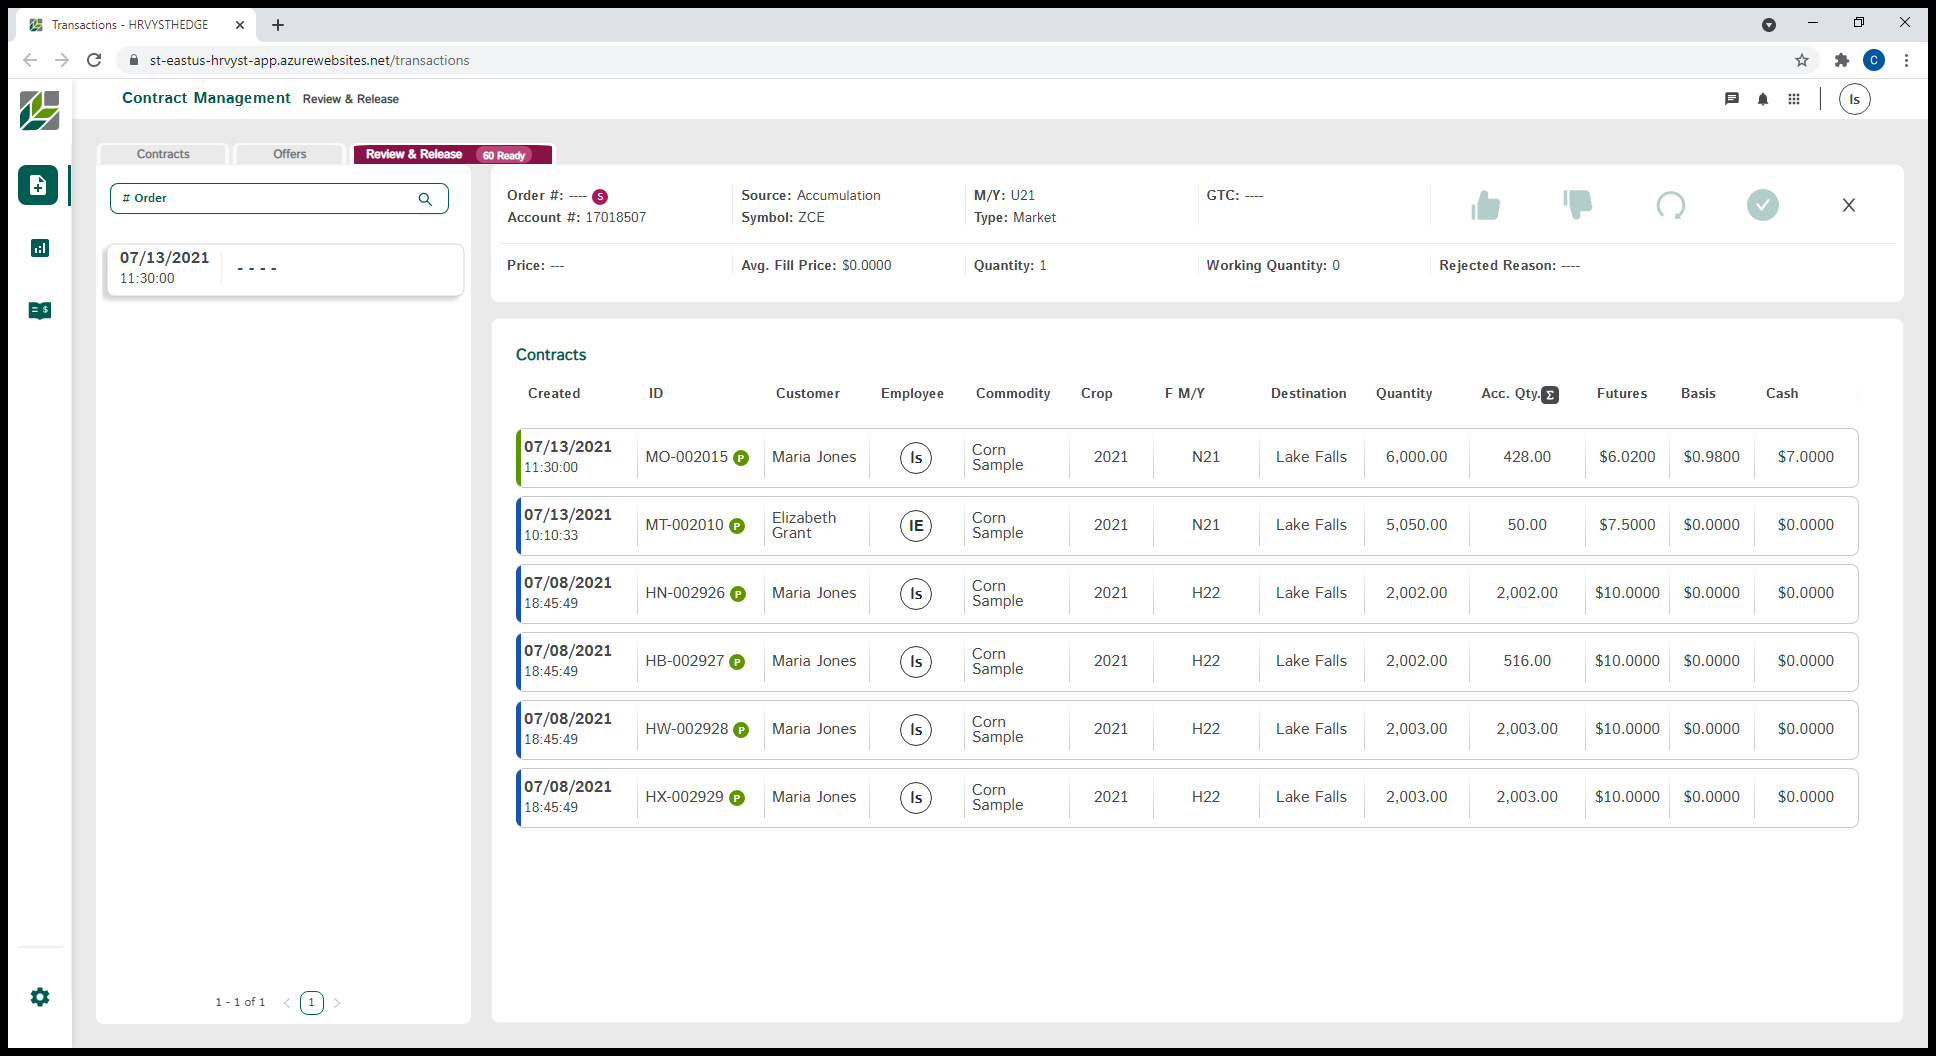 Transactions - HRVYSTHEDGE
st-eastus-hrvyst-app.azurewebsites.net/transactions
C
Contract Management Review & Release
Is
Contracts Offers Review & Release 60 Ready
# Order
07/13/2021
11:30:00
- - - -
1 - 1 of 1 < 1 >
Order #: ---- S Source: Accumulation M/Y: U21 GTC: ----
Account #: 17018507 Symbol: ZCE Type: Market
X
Price: --- Avg. Fill Price: $0.0000 Quantity: 1 Working Quantity: 0 Rejected Reason: ----
Contracts
Created ID Customer Employee Commodity Crop F M/Y Destination Quantity Acc. Qty. Σ Futures Basis Cash
07/13/2021
11:30:00
MO-002015 P Maria Jones Is Corn Sample 2021 N21 Lake Falls 6,000.00 428.00 $6.0200 $0.9800 $7.0000
07/13/2021
10:10:33
MT-002010 P Elizabeth Grant IE Corn Sample 2021 N21 Lake Falls 5,050.00 50.00 $7.5000 $0.0000 $0.0000
07/08/2021
18:45:49
HN-002926 P Maria Jones Is Corn Sample 2021 H22 Lake Falls 2,002.00 2,002.00 $10.0000 $0.0000 $0.0000
07/08/2021
18:45:49
HB-002927 P Maria Jones Is Corn Sample 2021 H22 Lake Falls 2,002.00 516.00 $10.0000 $0.0000 $0.0000
07/08/2021
18:45:49
HW-002928 P Maria Jones Is Corn Sample 2021 H22 Lake Falls 2,003.00 2,003.00 $10.0000 $0.0000 $0.0000
07/08/2021
18:45:49
HX-002929 P Maria Jones Is Corn Sample 2021 H22 Lake Falls 2,003.00 2,003.00 $10.0000 $0.0000 $0.0000